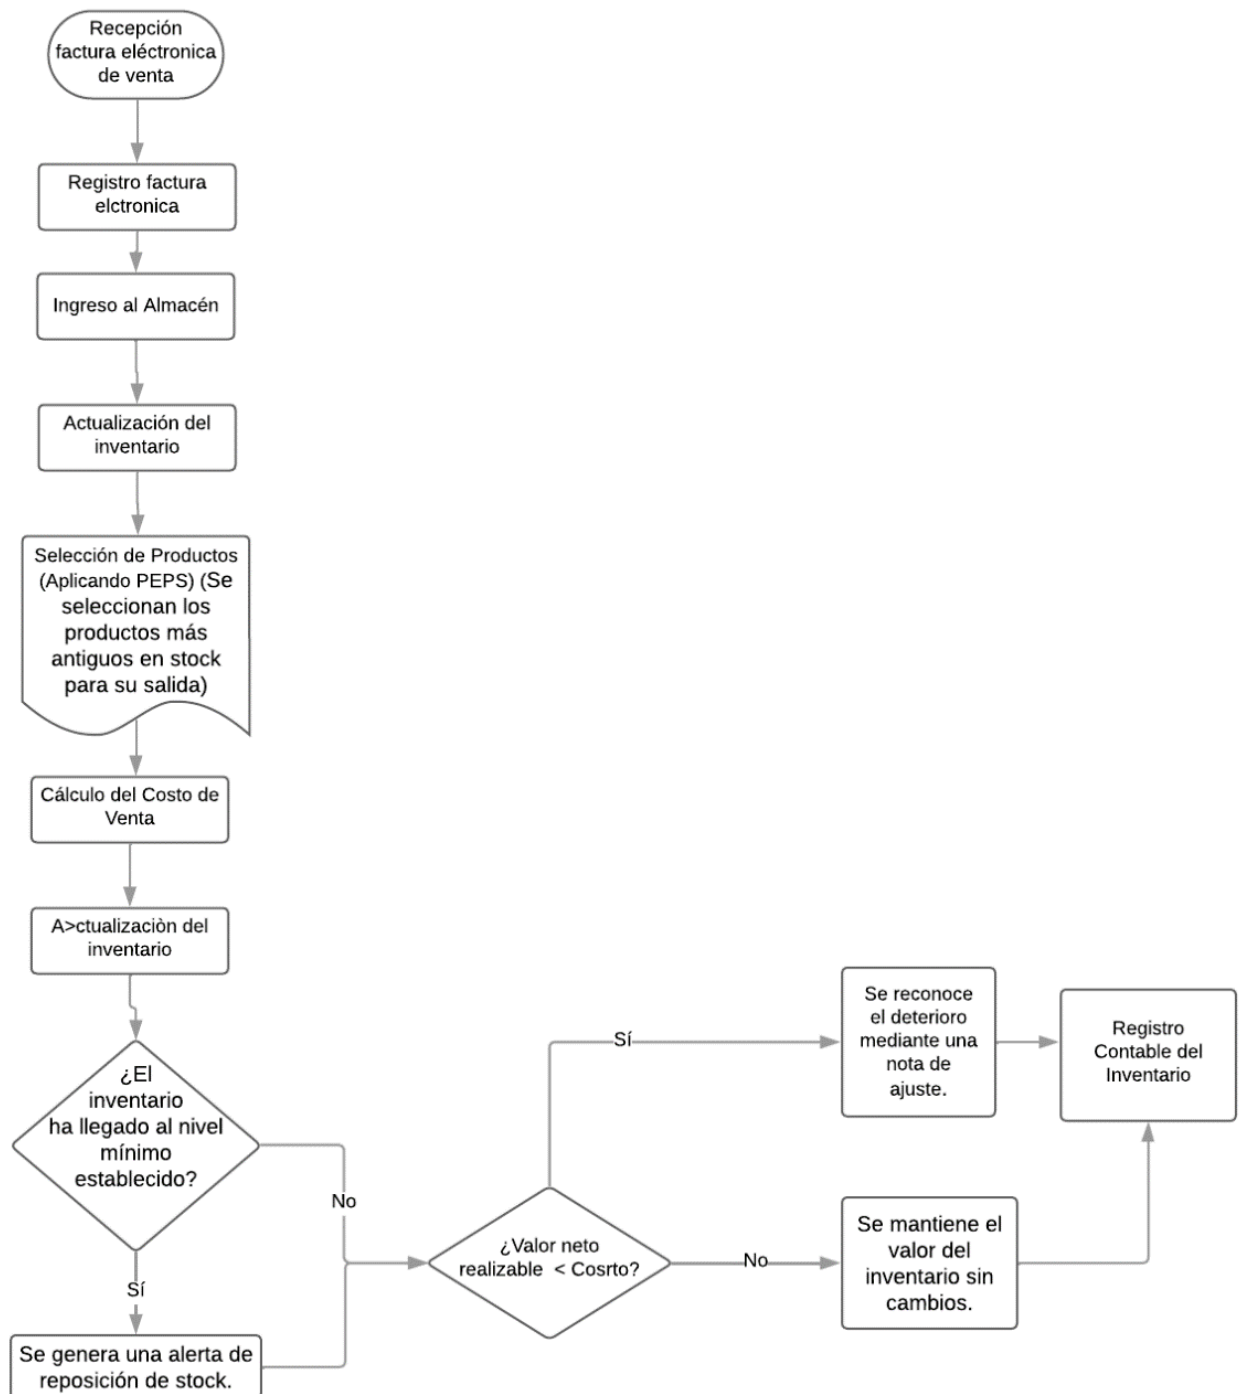 Recepción
factura eléctronica
de venta
Registro factura
elctronica
Ingreso al Almacén
Actualización del
inventario
Selección de Productos
(Aplicando PEPS) (Se
seleccionan los
productos más
antiguos en stock
para su salida)
Cálculo del Costo de
Venta
A>ctualizaciòn del
inventario
¿El
inventario
ha llegado al nivel
mínimo
establecido?
No
Sí
Se genera una alerta de
reposición de stock.
¿Valor neto
realizable < Cosrto?
Sí
No
Se reconoce
el deterioro
mediante una
nota de
ajuste.
Se mantiene el
valor del
inventario sin
cambios.
Registro
Contable del
Inventario